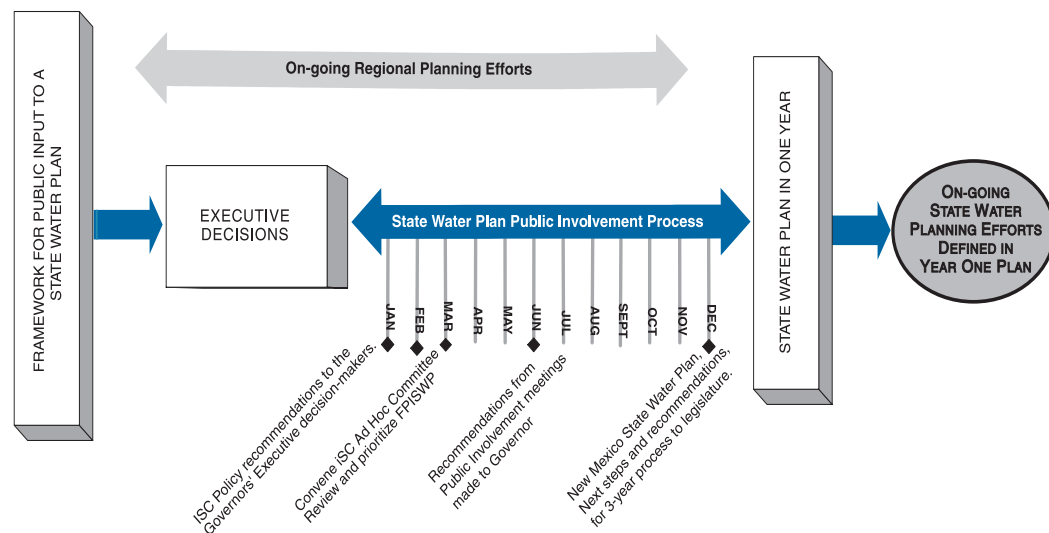 FRAMEWORK FOR PUBLIC INPUT TO A
STATE WATER PLAN
On-going Regional Planning Efforts
EXECUTIVE
DECISIONS
State Water Plan Public Involvement Process
JAN
FEB
MAR
APR
MAY
JUN
JUL
AUG
SEPT
OCT
NOV
DEC
ISC Policy recommendations to the
Governors' Executive decision-makers.
Convene iSC Ad Hoc Committee
Review and prioritize FPISWP
Recommendations from
Public Involvement meetings
made to Governor
New Mexico State Water Plan,
Next steps and recommendations,
for 3-year process to legislature.
STATE WATER PLAN IN ONE YEAR
ON-GOING
STATE WATER
PLANNING EFFORTS
DEFINED IN
YEAR ONE PLAN